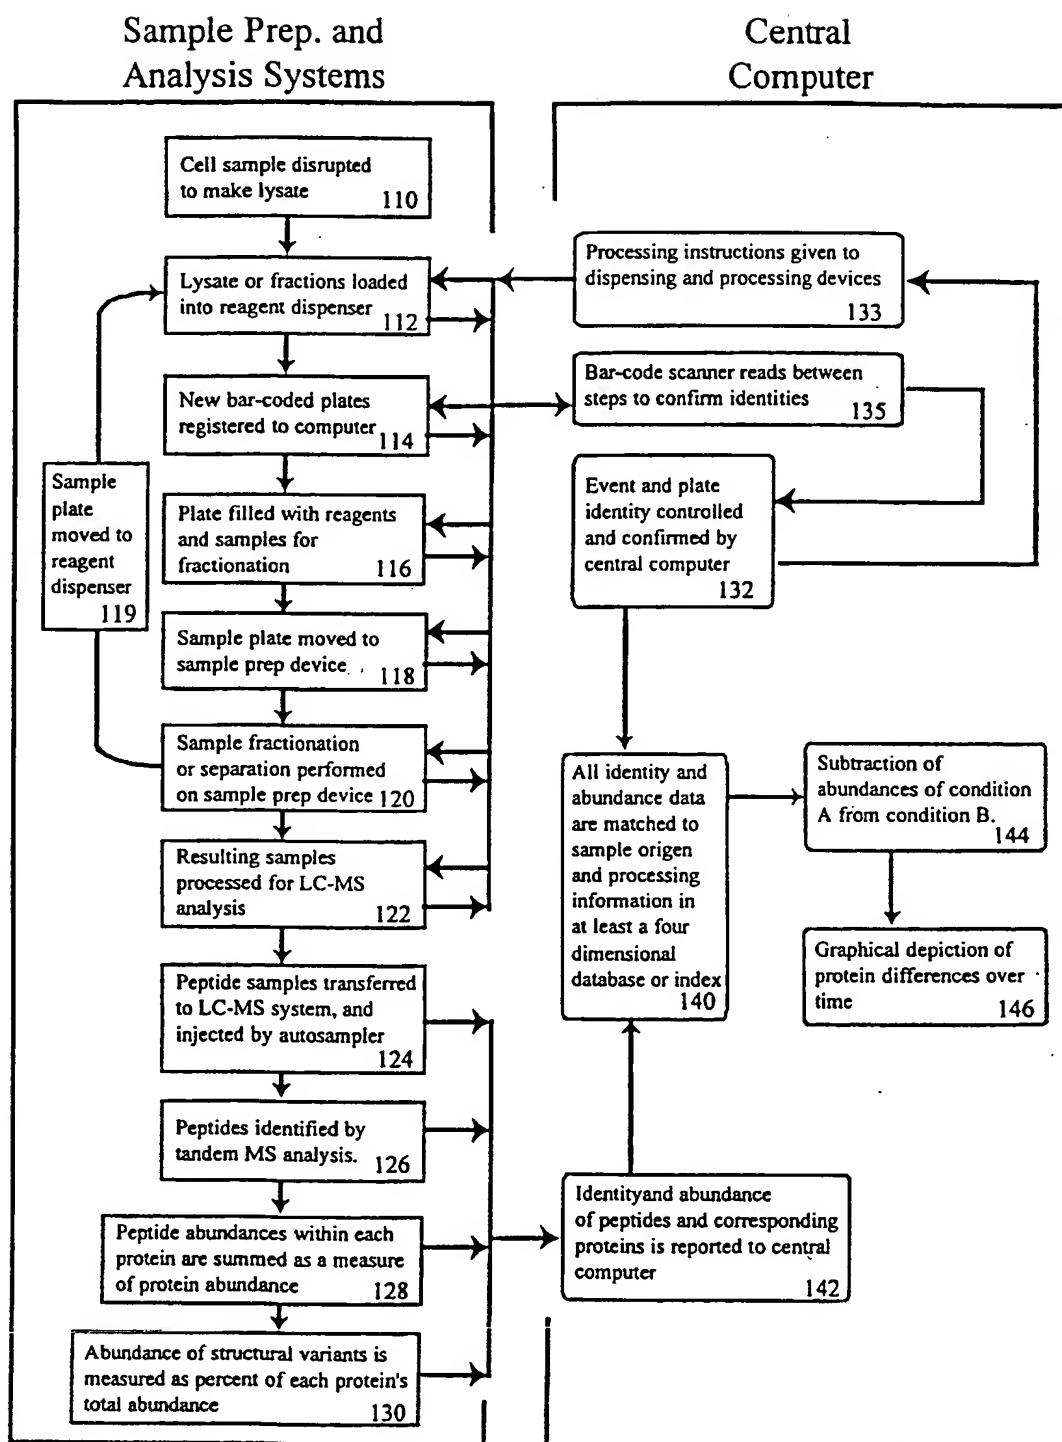 Sample Prep. and
Analysis Systems
Central
Computer
Cell sample disrupted
to make lysate
110
Lysate or fractions loaded
into reagent dispenser
112
New bar-coded plates
registered to computer
114
Plate filled with reagents
and samples for
fractionation
116
Sample plate moved to
sample prep device
118
Sample
plate
moved to
reagent
dispenser
119
Sample fractionation
or separation performed
on sample prep device 120
Resulting samples
processed for LC-MS
analysis
122
Peptide samples transferred
to LC-MS system, and
injected by autosampler
124
Peptides identified by
tandem MS analysis.
126
Peptide abundances within each
protein are summed as a measure
of protein abundance
128
Abundance of structural variants is
measured as percent of each protein's
total abundance
130
Processing instructions given to
dispensing and processing devices
133
Bar-code scanner reads between
steps to confirm identities
135
Event and plate
identity controlled
and confirmed by
central computer
132
All identity and
abundance data
are matched to
sample origen
and processing
information in
at least a four
dimensional
database or index
140
Subtraction of
abundances of condition
A from condition B.
144
Graphical depiction of
protein differences over
time
146
Identityand abundance
of peptides and corresponding
proteins is reported to central
computer
142